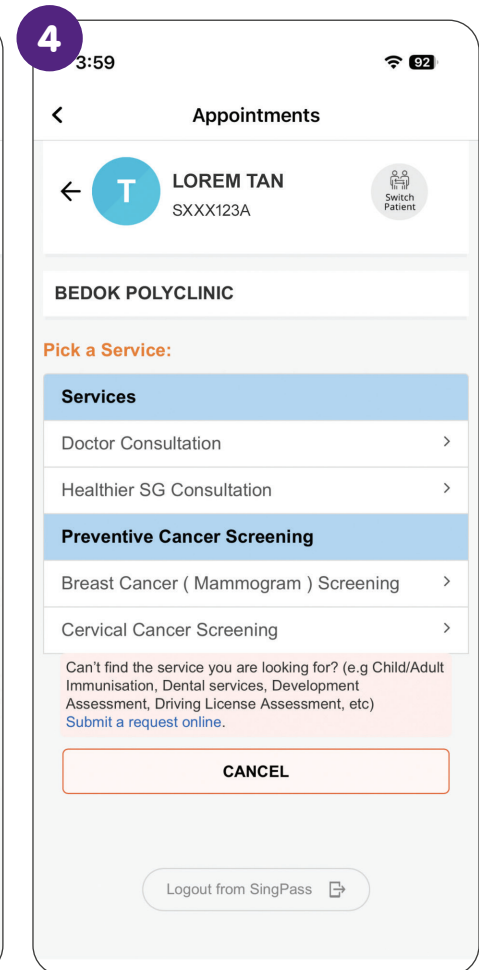 4
3:59
92
Appointments
T
LOREM TAN
SXXX123A
Switch
Patient
BEDOK POLYCLINIC
Pick a Service:
Services
Doctor Consultation
Healthier SG Consultation
Preventive Cancer Screening
Breast Cancer ( Mammogram ) Screening
Cervical Cancer Screening
Can't find the service you are looking for? (e.g Child/Adult
Immunisation, Dental services, Development
Assessment, Driving License Assessment, etc)
Submit a request online.
CANCEL
Logout from SingPass